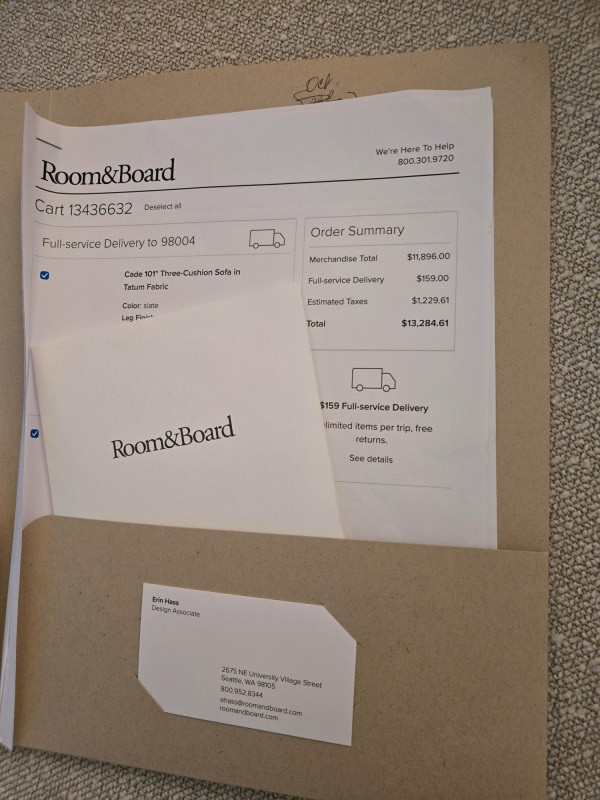 Room&Board
We're Here To Help
800.301.9720
Cart 13436632 Deselect all
Full-service Delivery to 98004
Cade 101" Three-Cushion Sofa in
Tatum Fabric
Color: slate
Leg Finish
Order Summary
Merchandise Total $11,896.00
Full-service Delivery $159.00
Estimated Taxes $1,229.61
Total $13,284.61
$159 Full-service Delivery
limited items per trip, free
returns.
See details
Room&Board
Erin Hass
Design Associate
2675 NE University Village Street
Seattle, WA 98105
800.952.8344
ehass@roomandboard.com
roomandboard.com